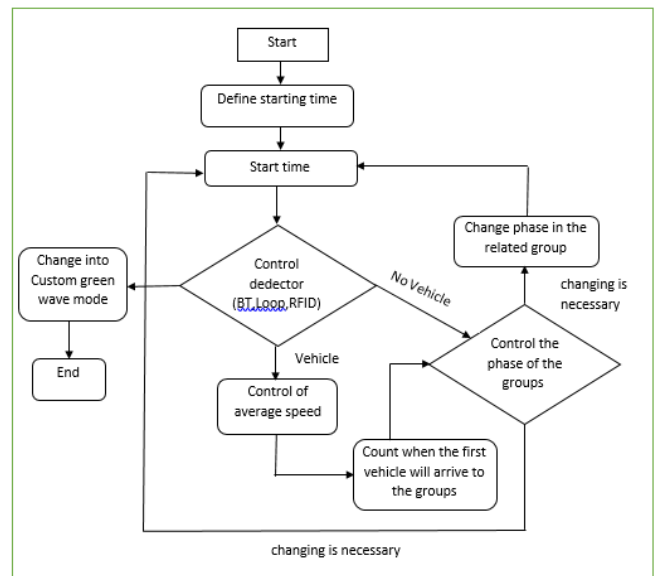 Start
Define starting time
Start time
Change phase in the
related group
Change into
Custom green
wave mode
Control
dedector
(BT,Loop,RFID)
No Vehicle
changing is
necessary
Control the
phase of the
groups
End
Vehicle
Control of
average speed
Count when the first
vehicle will arrive to
the groups
changing is necessary